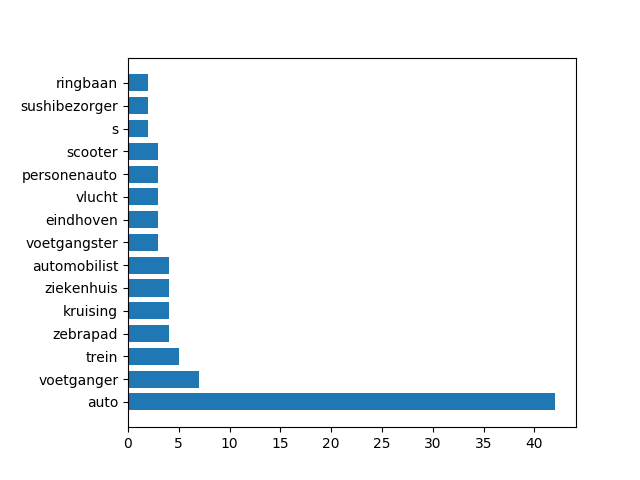 ringbaan
sushibezorger
s
scooter
personenauto
vlucht
eindhoven
voetgangster
automobilist
ziekenhuis
kruising
zebrapad
trein
voetganger
auto
0 5 10 15 20 25 30 35 40